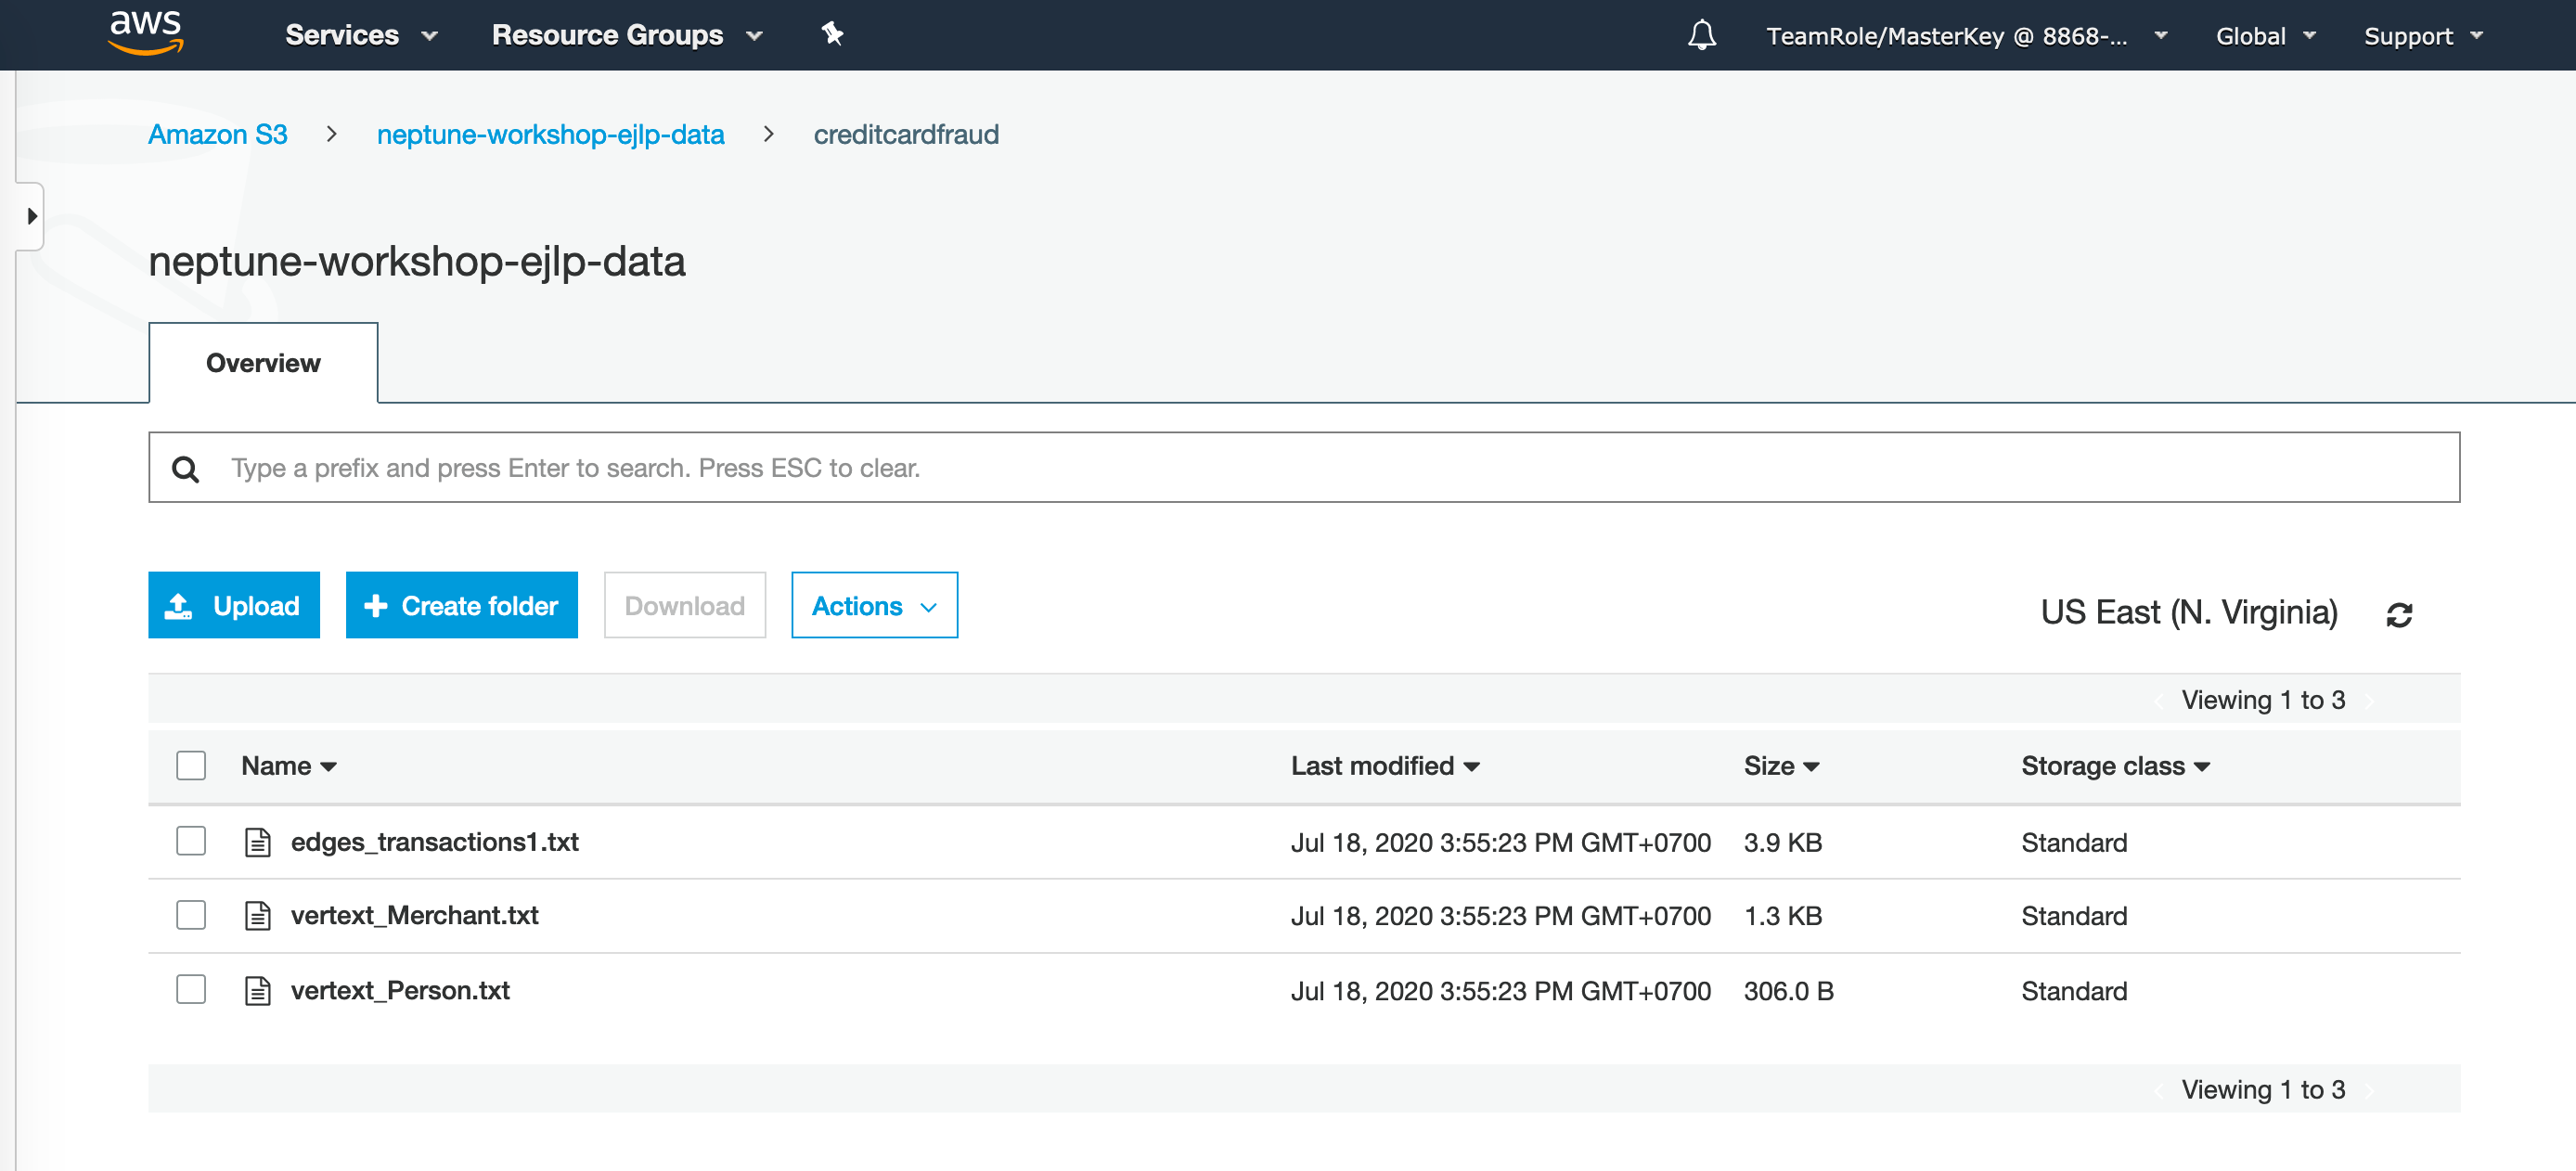 aws Services Resource Groups TeamRole/MasterKey @ 8868-... Global Support
Amazon S3 > neptune-workshop-ejlp-data > creditcardfraud
neptune-workshop-ejlp-data
Overview
Type a prefix and press Enter to search. Press ESC to clear.
Upload Create folder Download Actions US East (N. Virginia)
Viewing 1 to 3
Name Last modified Size Storage class
edges_transactions1.txt Jul 18, 2020 3:55:23 PM GMT+0700 3.9 KB Standard
vertext_Merchant.txt Jul 18, 2020 3:55:23 PM GMT+0700 1.3 KB Standard
vertext_Person.txt Jul 18, 2020 3:55:23 PM GMT+0700 306.0 B Standard
Viewing 1 to 3